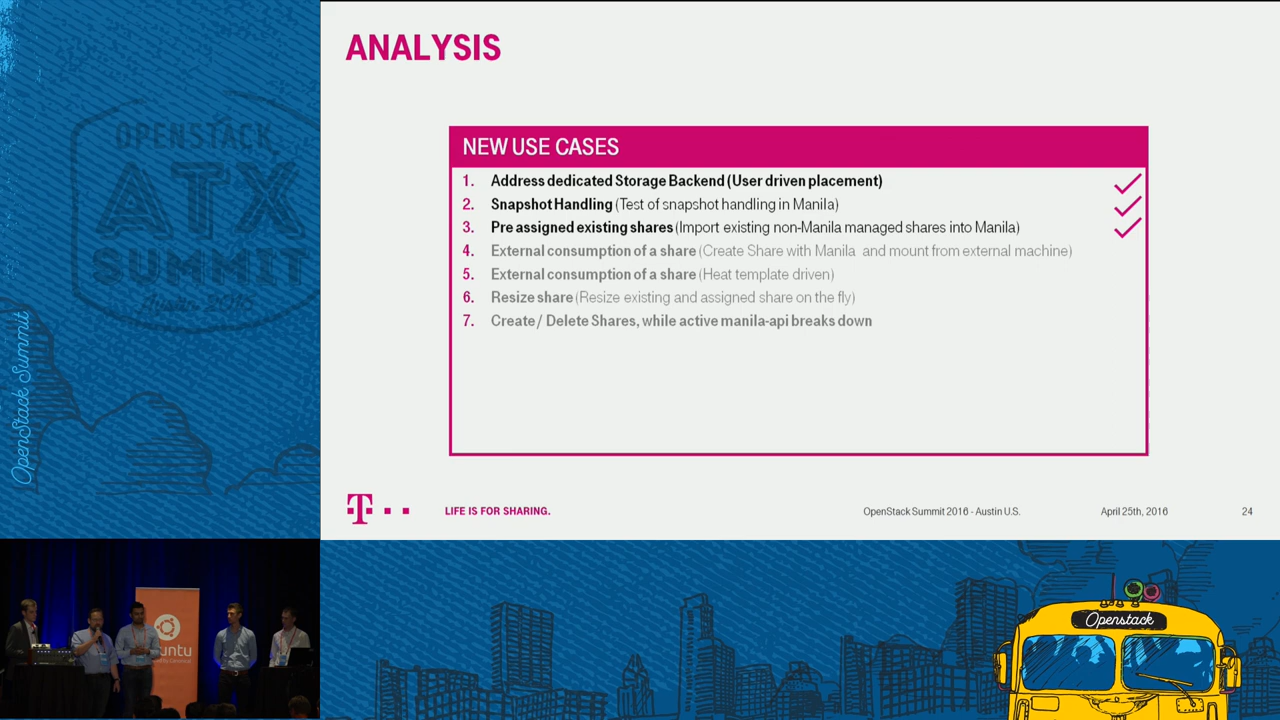 ANALYSIS
NEW USE CASES
1. Address dedicated Storage Backend (User driven placement)
2. Snapshot Handling (Test of snapshot handling in Manila)
3. Pre assigned existing shares (Import existing non-Manila managed shares into Manila)
4. External consumption of a share (Create Share with Manila and mount from external machine)
5. External consumption of a share (Heat template driven)
6. Resize share (Resize existing and assigned share on the fly)
7. Create / Delete Shares, while active manila-api breaks down
T
LIFE IS FOR SHARING.
OpenStack Summit 2016 - Austin U.S.
April 25th, 2016
24
OPENSTACK
ATX
SUMMIT
Austin 2016
OpenStack Summit
untu
by Canonical
Openstack